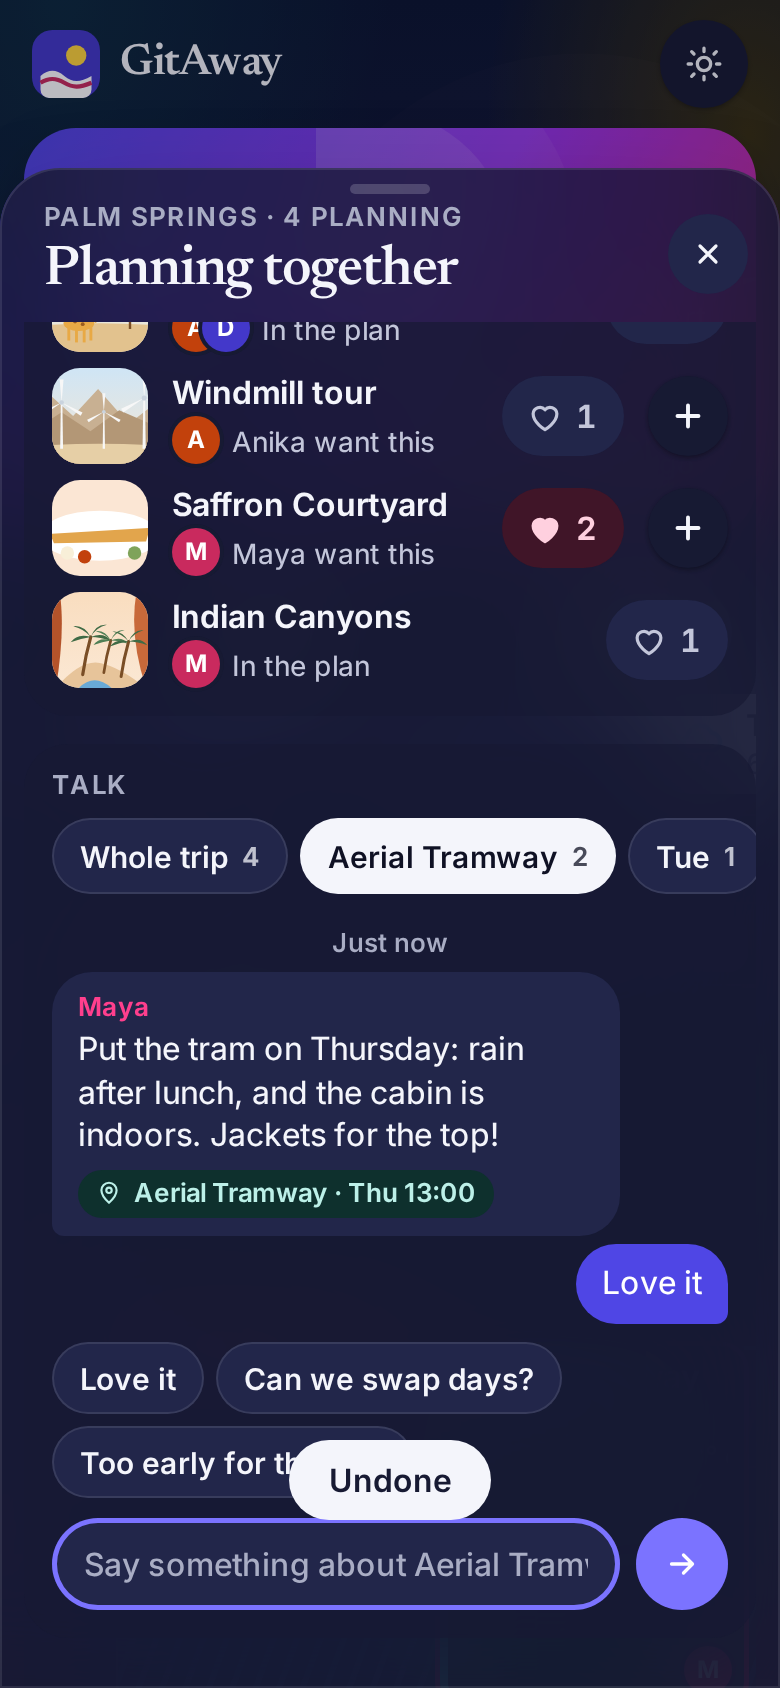 GitAway
PALM SPRINGS · 4 PLANNING
Planning together
A D In the plan
Windmill tour
A Anika want this
1
Saffron Courtyard
M Maya want this
2
Indian Canyons
M In the plan
1
TALK
Whole trip 4
Aerial Tramway 2
Tue 1
Just now
Maya
Put the tram on Thursday: rain
after lunch, and the cabin is
indoors. Jackets for the top!
Aerial Tramway · Thu 13:00
Love it
Love it
Can we swap days?
Too early for
Undone
Say something about Aerial
M